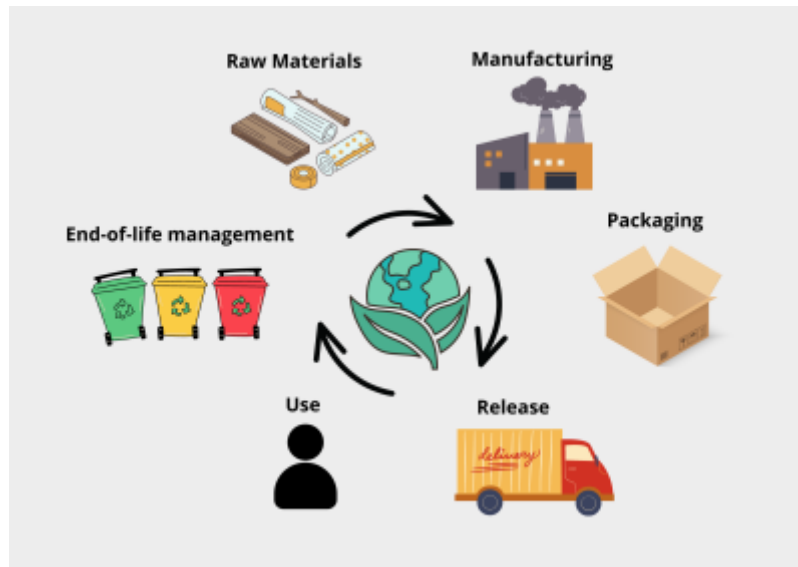 Raw Materials
Manufacturing
Packaging
End-of-life management
Use
Release
delivery